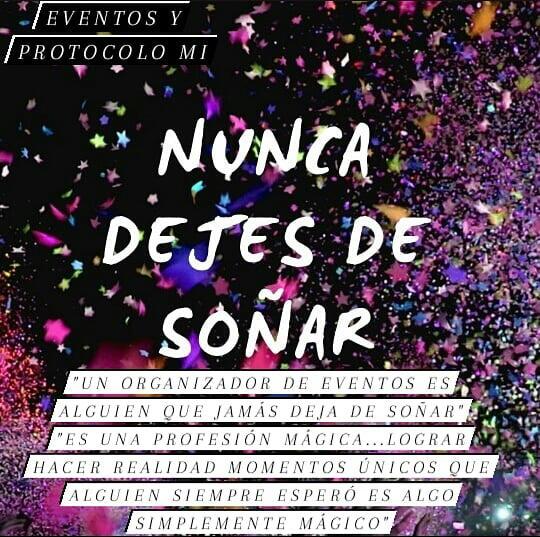 EVENTOS Y
PROTOCOLO MI
NUNCA
DEJES DE
SOÑAR
"UN ORGANIZADOR DE EVENTOS ES
ALGUIEN QUE JAMÁS DEJA DE SOÑAR"
"ES UNA PROFESIÓN MÁGICA...LOGRAR
HACER REALIDAD MOMENTOS ÚNICOS QUE
ALGUIEN SIEMPRE ESPERÓ ES ALGO
SIMPLEMENTE MÁGICO"